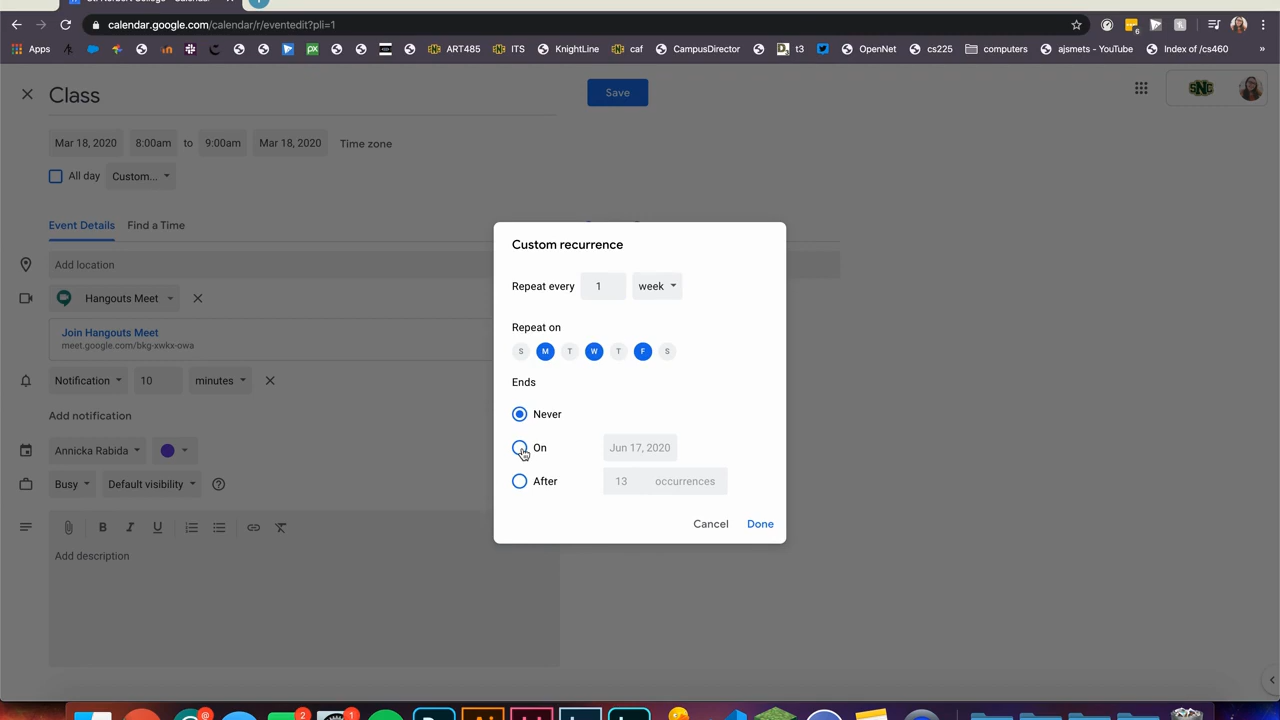 calendar.google.com/calendar/r/eventedit?pli=1
6
Apps ART485 ITS KnightLine caf CampusDirector t3 OpenNet cs225 computers ajsmets - YouTube Index of /cs460 »
Class
Save
SNC
Mar 18, 2020 8:00am to 9:00am Mar 18, 2020 Time zone
All day Custom...
Event Details Find a Time
Add location
Hangouts Meet
Join Hangouts Meet
meet.google.com/bkg-xwkx-owa
Notification 10 minutes
Add notification
Annicka Rabida
Busy Default visibility
B I U
Add description
Custom recurrence
Repeat every 1 week
Repeat on
S M T W T F S
Ends
Never
On Jun 17, 2020
After 13 occurrences
Cancel Done
2 1